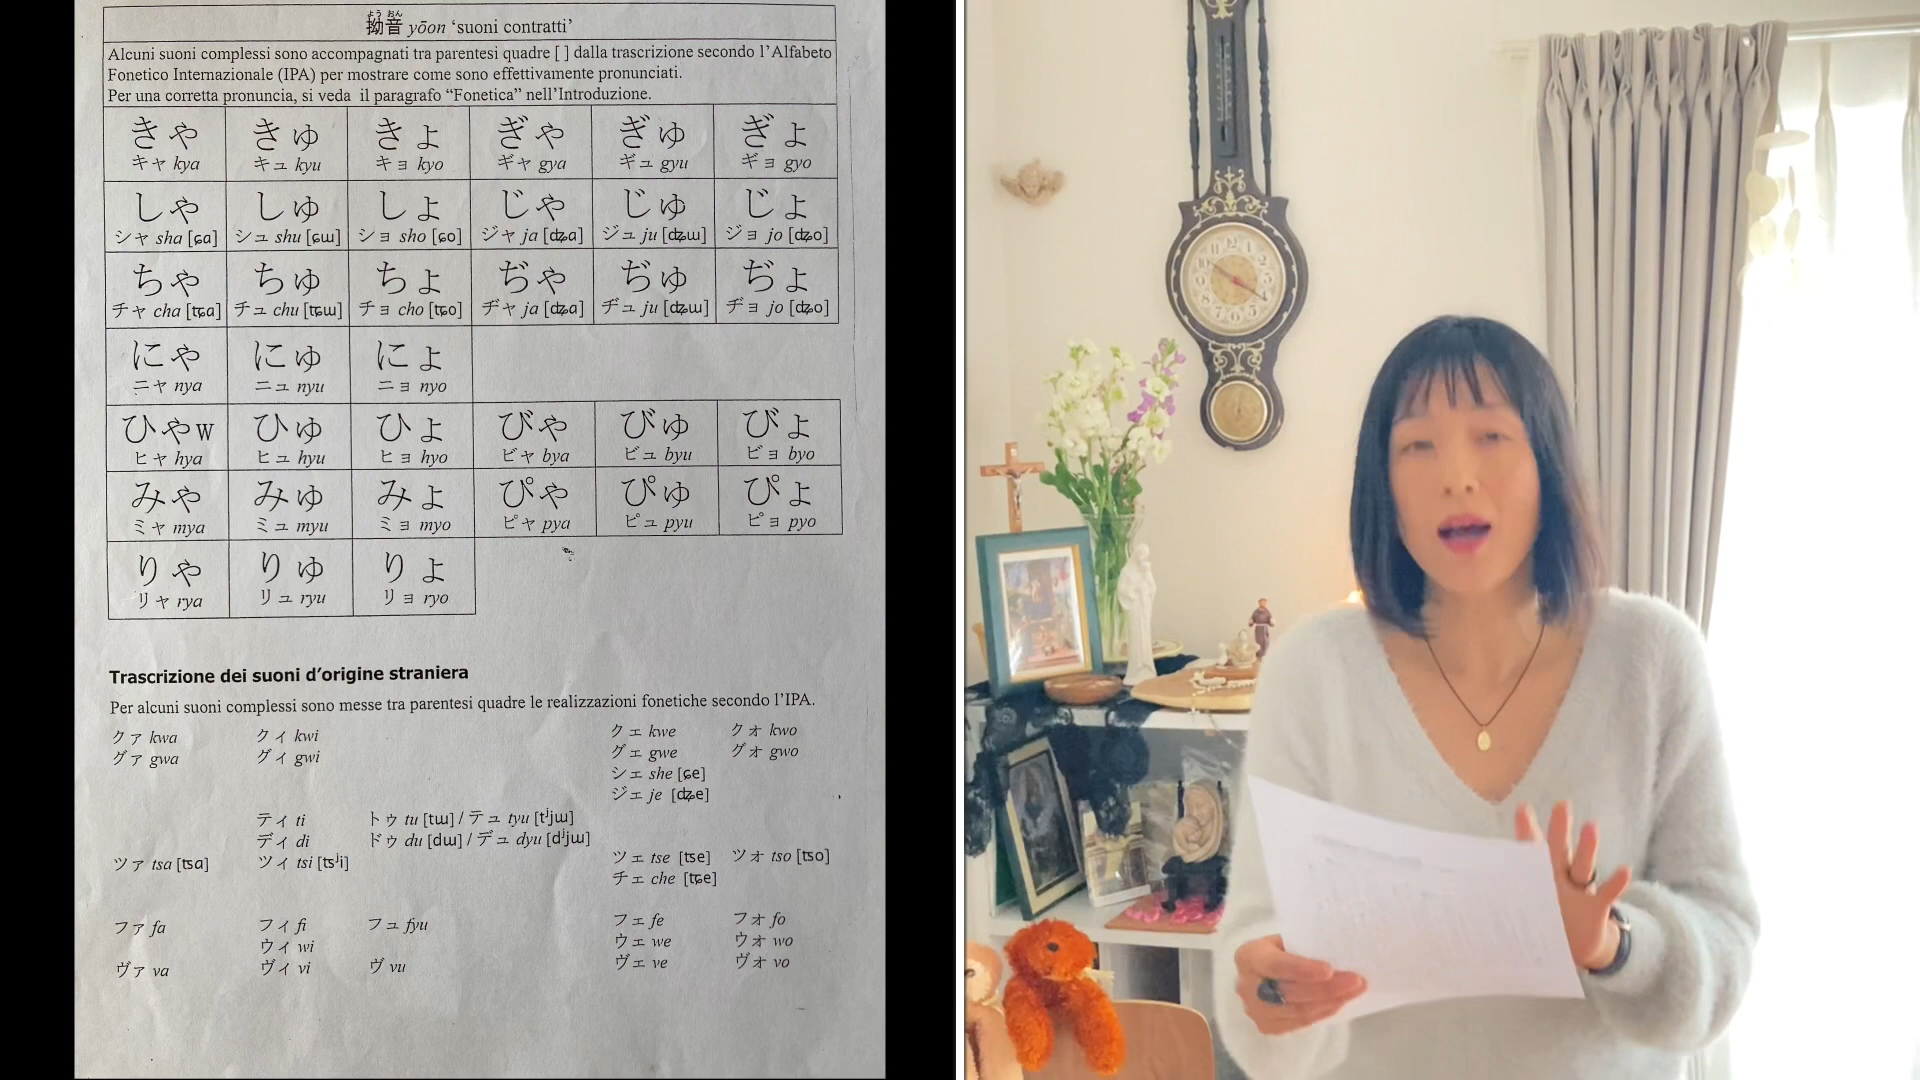 拗音 yōon ‘suoni contratti’
Alcuni suoni complessi sono accompagnati tra parentesi quadre [ ] dalla trascrizione secondo l’Alfabeto
Fonetico Internazionale (IPA) per mostrare come sono effettivamente pronunciati.
Per una corretta pronuncia, si veda il paragrafo “Fonetica” nell’Introduzione.
きゃ きゅ きょ ぎゃ ぎゅ ぎょ
キャ kya キュ kyu キョ kyo ギャ gya ギュ gyu ギョ gyo
しゃ しゅ しょ じゃ じゅ じょ
シャ sha [ɕa] シュ shu [ɕɯ] ショ sho [ɕo] ジャ ja [ʥa] ジュ ju [ʥɯ] ジョ jo [ʥo]
ちゃ ちゅ ちょ ぢゃ ぢゅ ぢょ
チャ cha [ʨa] チュ chu [ʨɯ] チョ cho [ʨo] ヂャ ja [ʥa] ヂュ ju [ʥɯ] ヂョ jo [ʥo]
にゃ にゅ にょ
ニャ nya ニュ nyu ニョ nyo
ひゃw ひゅ ひょ びゃ びゅ びょ
ヒャ hya ヒュ hyu ヒョ hyo ビャ bya ビュ byu ビョ byo
みゃ みゅ みょ ぴゃ ぴゅ ぴょ
ミャ mya ミュ myu ミョ myo ピャ pya ピュ pyu ピョ pyo
りゃ りゅ りょ
リャ rya リュ ryu リョ ryo
Trascrizione dei suoni d’origine straniera
Per alcuni suoni complessi sono messe tra parentesi quadre le realizzazioni fonetiche secondo l’IPA.
クァ kwa クィ kwi クェ kwe クォ kwo
グァ gwa グィ gwi グェ gwe グォ gwo
シェ she [ɕe]
ジェ je [ʥe]
ティ ti トゥ tu [tɯ] / テュ tyu [tʲjɯ]
ディ di ドゥ du [dɯ] / デュ dyu [dʲjɯ]
ツァ tsa [ʦa] ツィ tsi [ʦʲi] ツェ tse [ʦe] ツォ tso [ʦo]
チェ che [ʨe]
ファ fa フィ fi フュ fyu フェ fe フォ fo
ウィ wi ウェ we ウォ wo
ヴァ va ヴィ vi ヴ vu ヴェ ve ヴォ vo